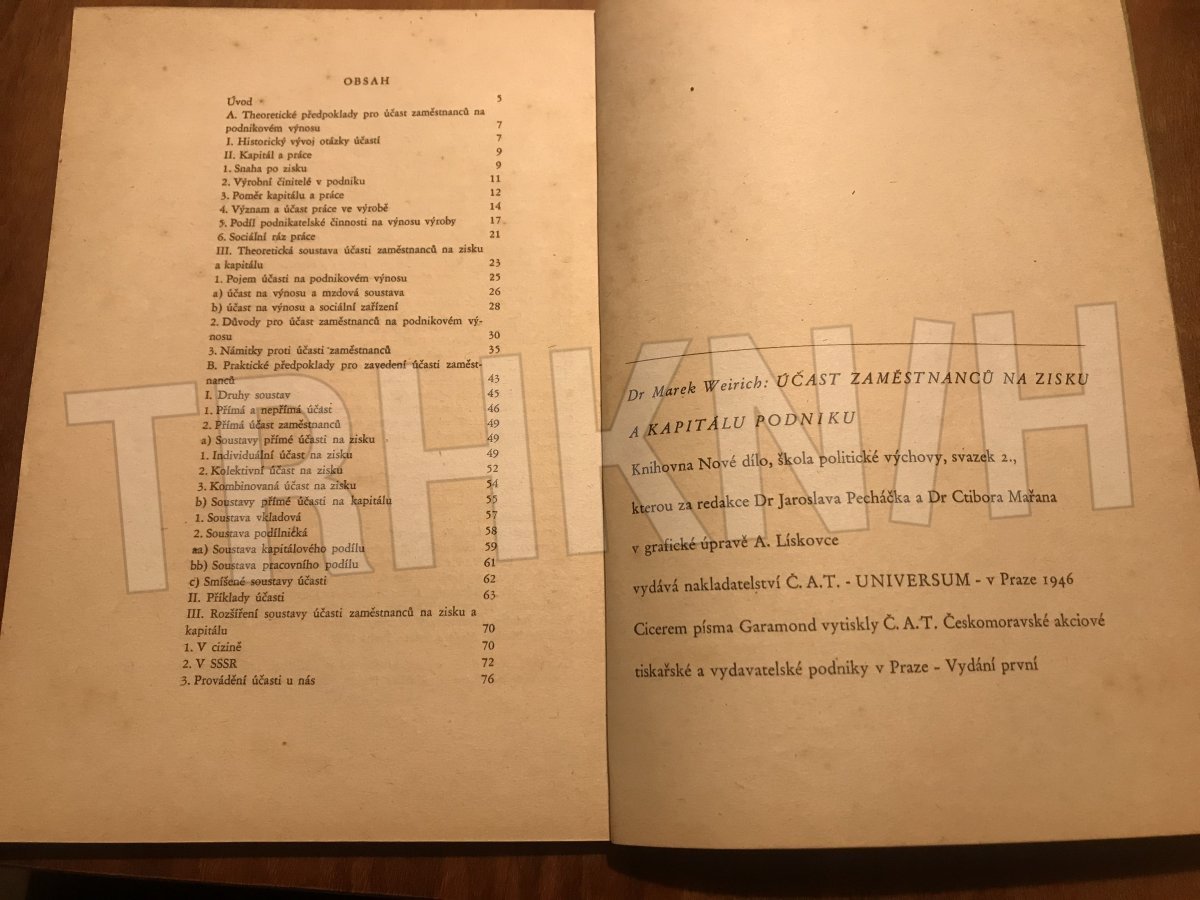 OBSAH
Úvod 5
A. Theoretické předpoklady pro účast zaměstnanců na
podnikovém výnosu 7
I. Historický vývoj otázky účastí 7
II. Kapitál a práce 9
1. Snaha po zisku 9
2. Výrobní činitelé v podniku 11
3. Poměr kapitálu a práce 12
4. Význam a účast práce ve výrobě 14
5. Podíl podnikatelské činnosti na výnosu výroby 17
6. Sociální ráz práce 21
III. Theoretická soustava účasti zaměstnanců na zisku
a kapitálu 23
1. Pojem účasti na podnikovém výnosu 25
a) účast na výnosu a mzdová soustava 26
b) účast na výnosu a sociální zařízení 28
2. Důvody pro účast zaměstnanců na podnikovém vý-
nosu 30
3. Námitky proti účasti zaměstnanců 35
B. Praktické předpoklady pro zavedení účasti zaměst-
nanců 43
I. Druhy soustav 45
1. Přímá a nepřímá účast 46
2. Přímá účast zaměstnanců 49
a) Soustavy přímé účasti na zisku 49
1. Individuální účast na zisku 49
2. Kolektivní účast na zisku 52
3. Kombinovaná účast na zisku 54
b) Soustavy přímé účasti na kapitálu 55
1. Soustava vkladová 57
2. Soustava podílnická 58
aa) Soustava kapitálového podílu 59
bb) Soustava pracovního podílu 61
c) Smíšené soustavy účasti 62
II. Příklady účasti 63
III. Rozšíření soustavy účasti zaměstnanců na zisku a
kapitálu 70
1. V cizině 70
2. V SSSR 72
3. Provádění účasti u nás 76
Dr Marek Weirich: ÚČAST ZAMĚSTNANCŮ NA ZISKU
A KAPITÁLU PODNIKU
Knihovna Nové dílo, škola politické výchovy, svazek 2.,
kterou za redakce Dr Jaroslava Pecháčka a Dr Ctibora Mařana
v grafické úpravě A. Lískovce
vydává nakladatelství Č. A. T. - UNIVERSUM - v Praze 1946
Cicerem písma Garamond vytiskly Č. A. T. Českomoravské akciové
tiskařské a vydavatelské podniky v Praze - Vydání první
TRHKNIH